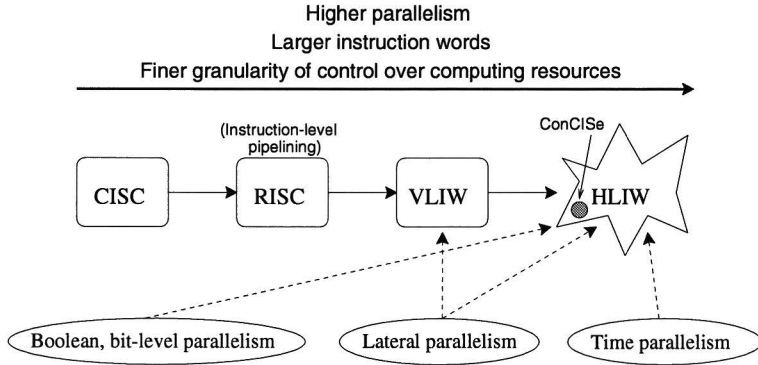 Higher parallelism
Larger instruction words
Finer granularity of control over computing resources
(Instruction-level
pipelining)
ConCISe
CISC
RISC
VLIW
HLIW
Boolean, bit-level parallelism
Lateral parallelism
Time parallelism